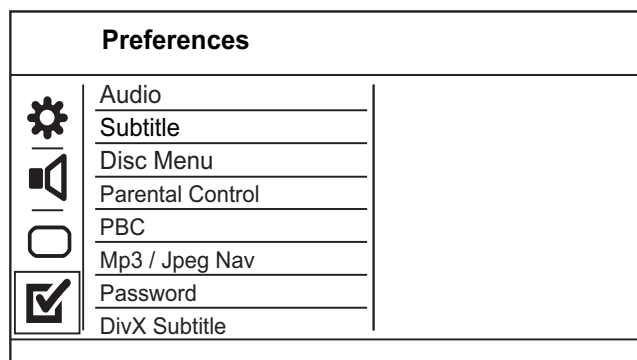 Preferences
Audio
Subtitle
Disc Menu
Parental Control
PBC
Mp3 / Jpeg Nav
Password
DivX Subtitle